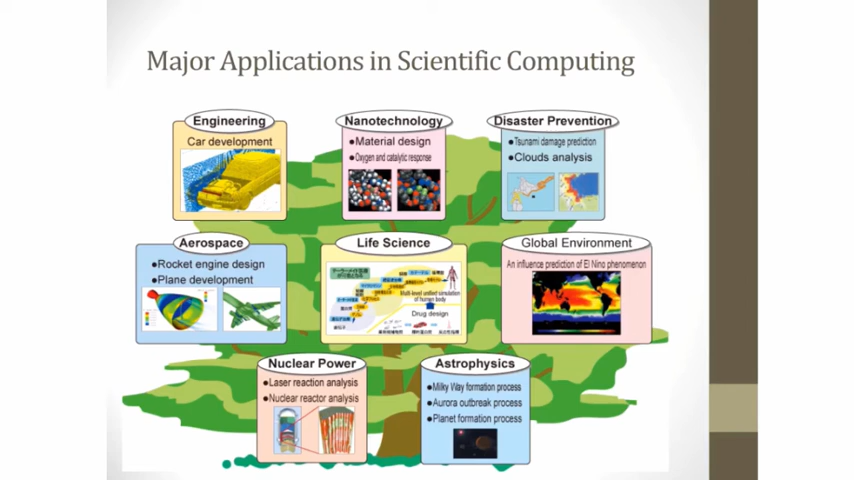 Major Applications in Scientific Computing
Engineering
Car development
Nanotechnology
●Material design
●Oxygen and catalytic response
Disaster Prevention
●Tsunami damage prediction
●Clouds analysis
Aerospace
●Rocket engine design
●Plane development
Life Science
Multi-level unified simulation
of human body
Drug design
Global Environment
An influence prediction of El Nino phenomenon
Nuclear Power
●Laser reaction analysis
●Nuclear reactor analysis
Astrophysics
●Milky Way formation process
●Aurora outbreak process
●Planet formation process